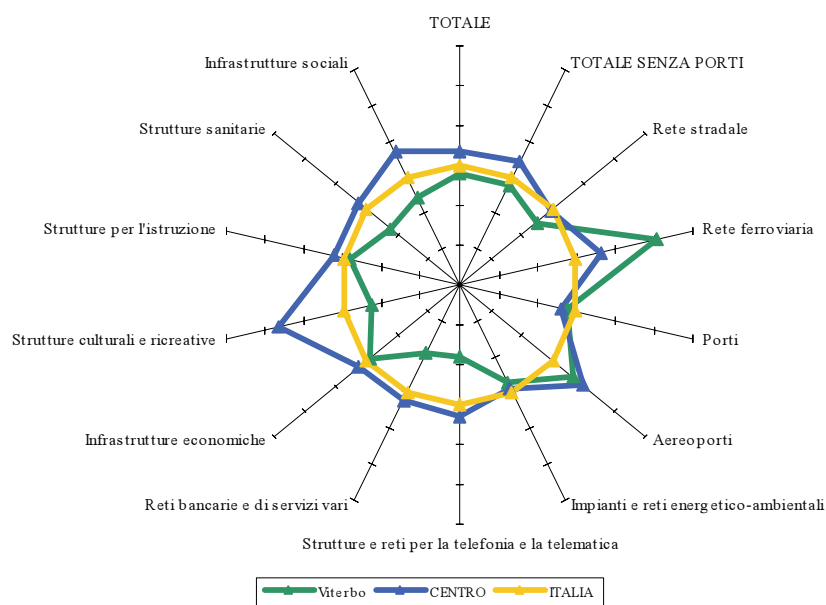 TOTALE
Infrastrutture sociali
TOTALE SENZA PORTI
Strutture sanitarie
Rete stradale
Strutture per l'istruzione
Rete ferroviaria
Strutture culturali e ricreative
Porti
Infrastrutture economiche
Aereoporti
Reti bancarie e di servizi vari
Impianti e reti energetico-ambientali
Strutture e reti per la telefonia e la telematica
Viterbo
CENTRO
ITALIA